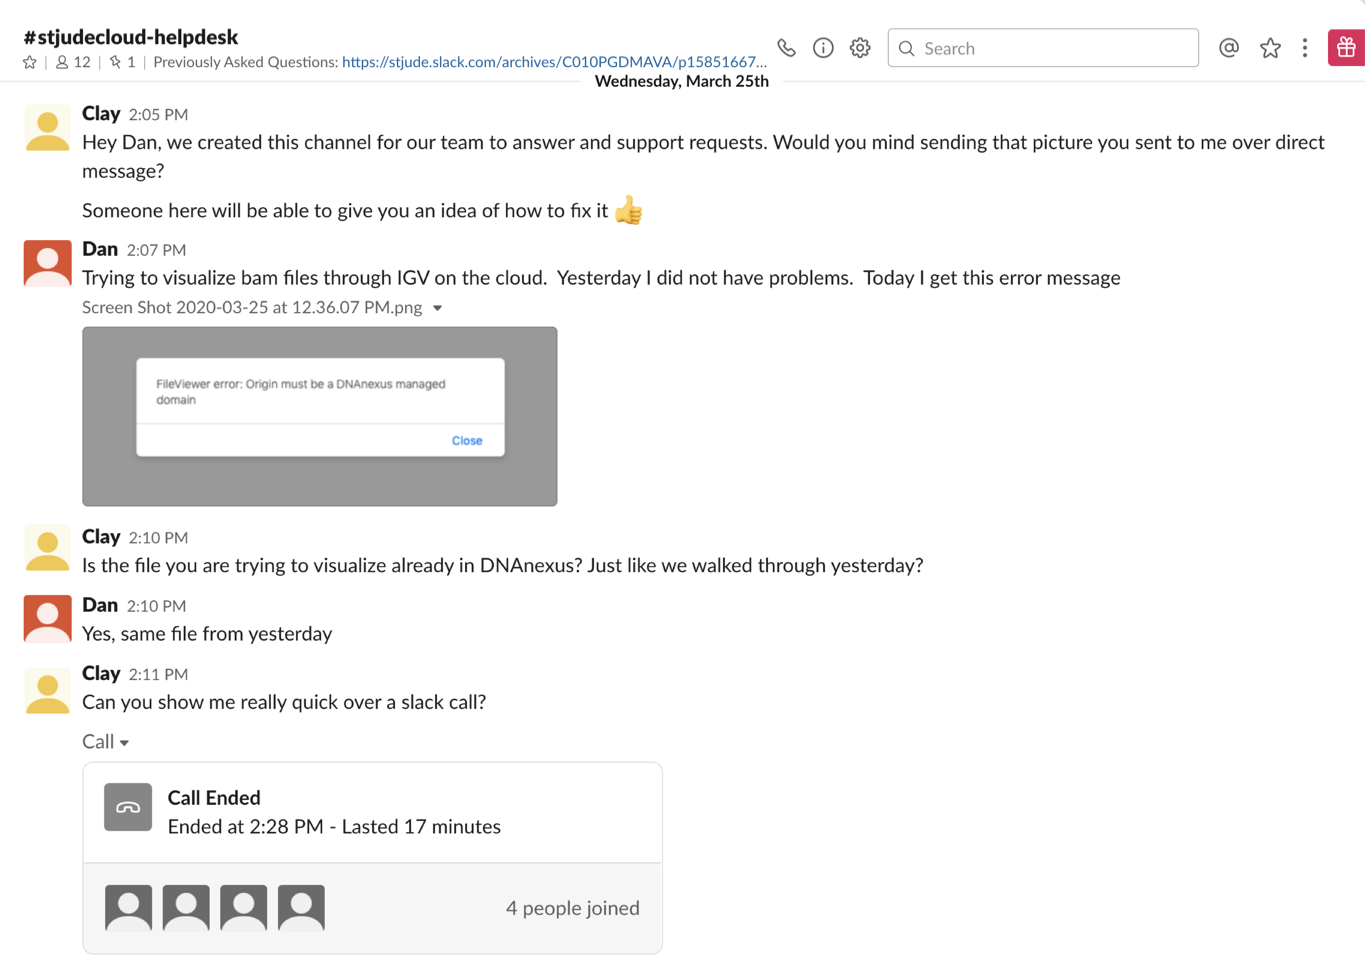 #stjudecloud-helpdesk
12 | 1 | Previously Asked Questions: https://stjude.slack.com/archives/C010PGDMAVA/p15851667...
Search
Wednesday, March 25th
Clay 2:05 PM
Hey Dan, we created this channel for our team to answer and support requests. Would you mind sending that picture you sent to me over direct
message?
Someone here will be able to give you an idea of how to fix it 👍
Dan 2:07 PM
Trying to visualize bam files through IGV on the cloud. Yesterday I did not have problems. Today I get this error message
Screen Shot 2020-03-25 at 12.36.07 PM.png
FileViewer error: Origin must be a DNAnexus managed
domain
Close
Clay 2:10 PM
Is the file you are trying to visualize already in DNAnexus? Just like we walked through yesterday?
Dan 2:10 PM
Yes, same file from yesterday
Clay 2:11 PM
Can you show me really quick over a slack call?
Call
Call Ended
Ended at 2:28 PM - Lasted 17 minutes
4 people joined